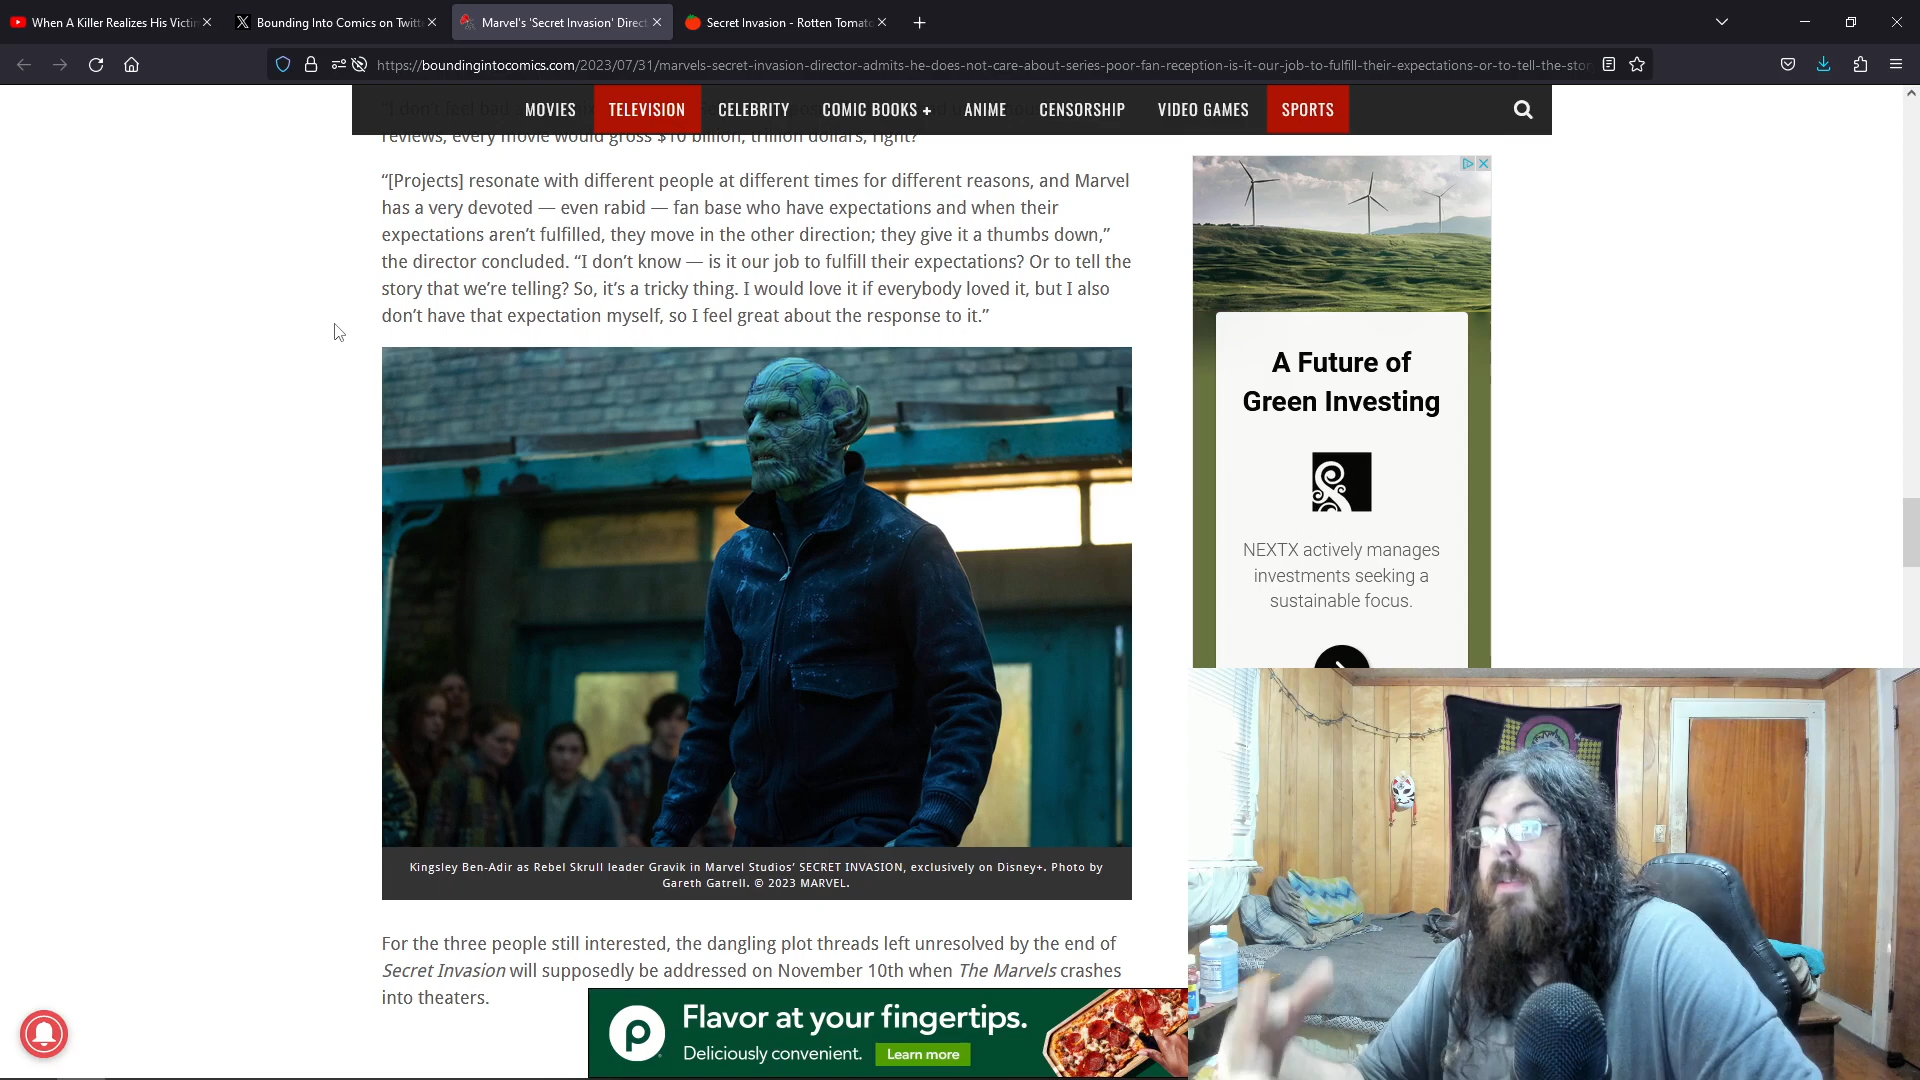 When A Killer Realizes His Victi
Bounding Into Comics on Twitt
Marvel's 'Secret Invasion' Direc
Secret Invasion - Rotten Tomat
https://boundingintocomics.com/2023/07/31/marvels-secret-invasion-director-admits-he-does-not-care-about-series-poor-fan-reception-is-it-our-job-to-fulfill-their-expectations-or-to-tell-the-stor
MOVIES TELEVISION CELEBRITY COMIC BOOKS + ANIME CENSORSHIP VIDEO GAMES SPORTS
reviews, every movie would gross $10 billion, trillion dollars, right?
“[Projects] resonate with different people at different times for different reasons, and Marvel
has a very devoted — even rabid — fan base who have expectations and when their
expectations aren’t fulfilled, they move in the other direction; they give it a thumbs down,”
the director concluded. “I don’t know — is it our job to fulfill their expectations? Or to tell the
story that we’re telling? So, it’s a tricky thing. I would love it if everybody loved it, but I also
don’t have that expectation myself, so I feel great about the response to it.”
Kingsley Ben-Adir as Rebel Skrull leader Gravik in Marvel Studios’ SECRET INVASION, exclusively on Disney+. Photo by
Gareth Gatrell. © 2023 MARVEL.
For the three people still interested, the dangling plot threads left unresolved by the end of
Secret Invasion will supposedly be addressed on November 10th when The Marvels crashes
into theaters.
A Future of
Green Investing
NEXTX actively manages
investments seeking a
sustainable focus.
P
Flavor at your fingertips.
Deliciously convenient. Learn more